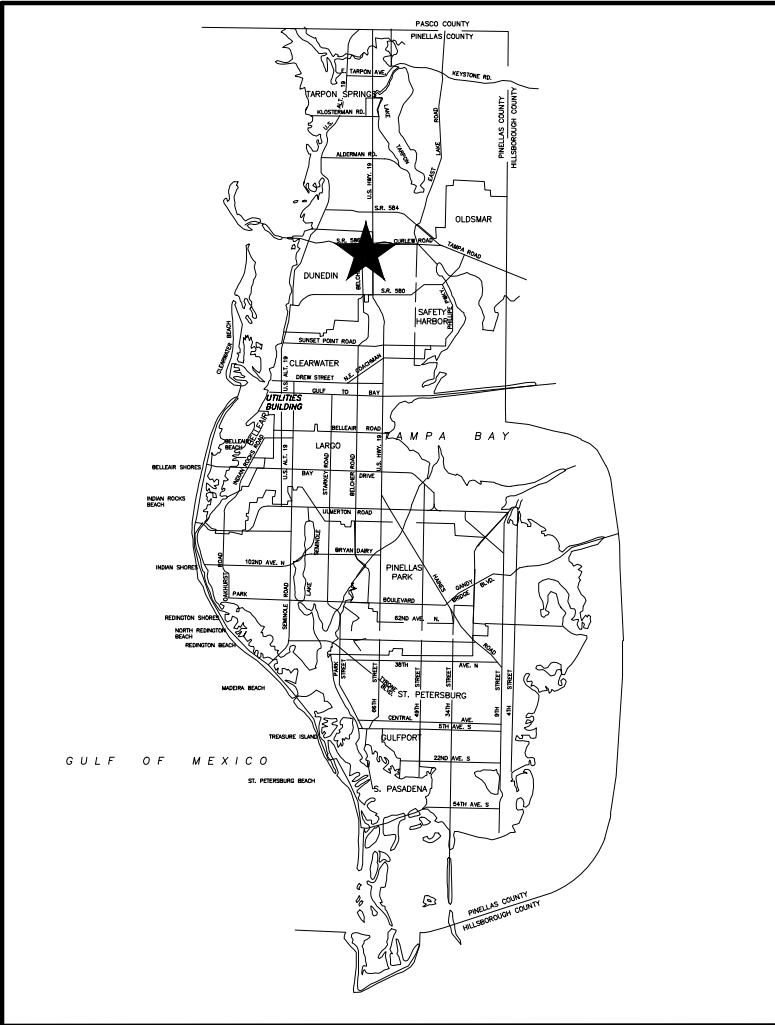 PASCO COUNTY
PINELLAS COUNTY
E. TARPON AVE.
KEYSTONE RD.
U.S. ALT. 19
TARPON SPRINGS
KLOSTERMAN RD.
LAKE TARPON
EAST LAKE ROAD
PINELLAS COUNTY
HILLSBOROUGH COUNTY
ALDERMAN RD.
U.S. HWY. 19
S.R. 584
OLDSMAR
S.R. 586
CURLEW ROAD
TAMPA ROAD
DUNEDIN
S.R. 580
SAFETY
HARBOR
PHILLIPE PKWY.
SUNSET POINT ROAD
CLEARWATER BEACH
CLEARWATER
N.E. COACHMAN
U.S. ALT. 19
DREW STREET
GULF TO BAY
UTILITIES
BUILDING
BELLEAIR
BELLEAIR ROAD
TAMPA BAY
BELLEAIR
BEACH
INDIAN ROCKS ROAD
LARGO
U.S. ALT. 19
STARKEY ROAD
BELCHER ROAD
U.S. HWY. 19
BELLEAIR SHORES
BAY DRIVE
INDIAN ROCKS
BEACH
ULMERTON ROAD
SEMINOLE
LAKE
BRYAN DAIRY
102ND AVE. N
INDIAN SHORES
OAKHURST ROAD
PINELLAS
PARK
HAINES
ROAD
GANDY
BRIDGE BLVD.
PARK
BOULEVARD
SEMINOLE ROAD
REDINGTON SHORES
62ND AVE. N.
NORTH REDINGTON
BEACH
REDINGTON BEACH
PARK STREET
66TH STREET
38TH AVE. N
49TH STREET
34TH STREET
9TH STREET
4TH STREET
TYRONE BLVD.
MADEIRA BEACH
ST. PETERSBURG
CENTRAL AVE.
5TH AVE. S
TREASURE ISLAND
GULFPORT
GULF OF MEXICO
22ND AVE. S
ST. PETERSBURG BEACH
S. PASADENA
54TH AVE. S
PINELLAS COUNTY
HILLSBOROUGH COUNTY